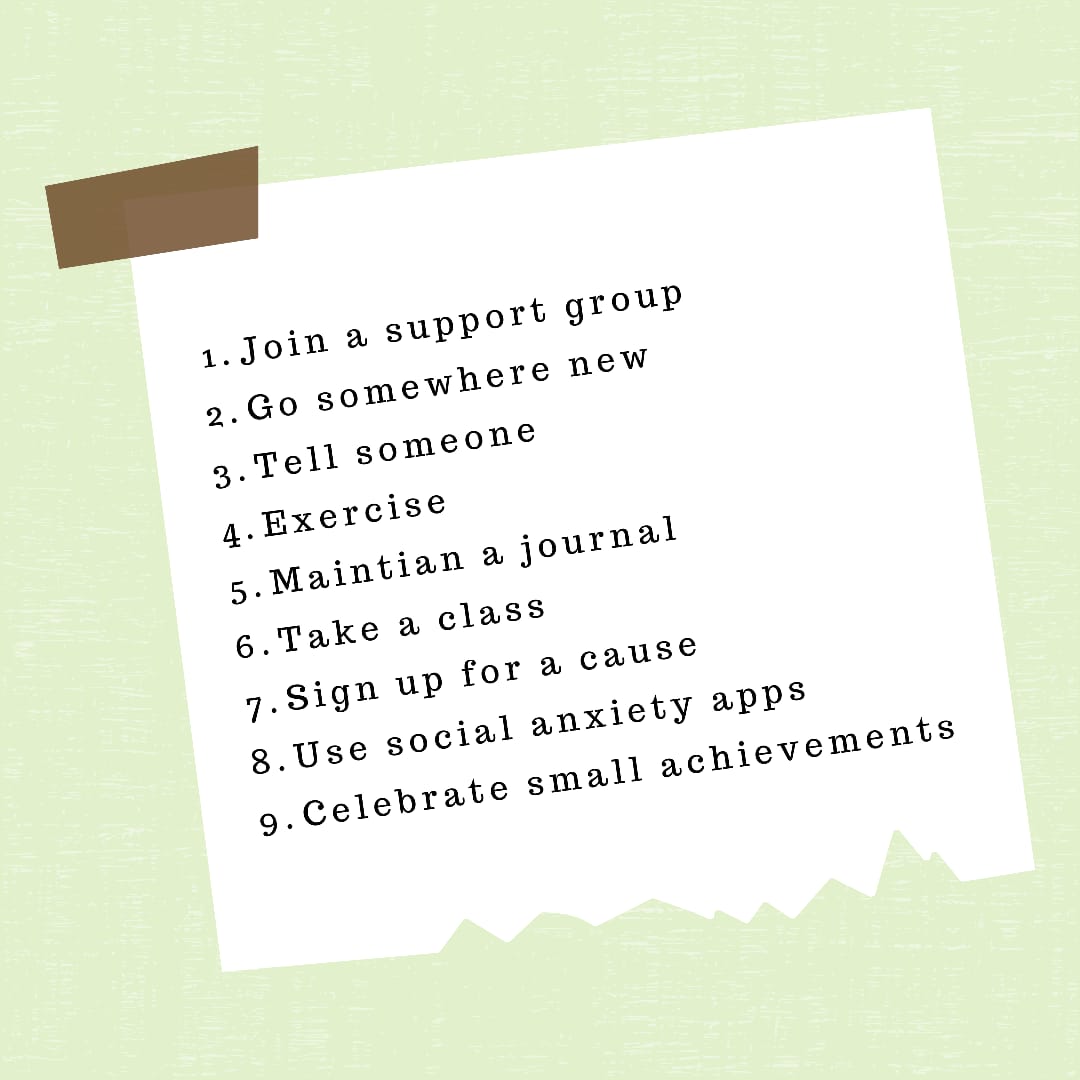 1. Join a support group
2. Go somewhere new
3. Tell someone
4. Exercise
5. Maintian a journal
6. Take a class
7. Sign up for a cause
8. Use social anxiety apps
9. Celebrate small achievements